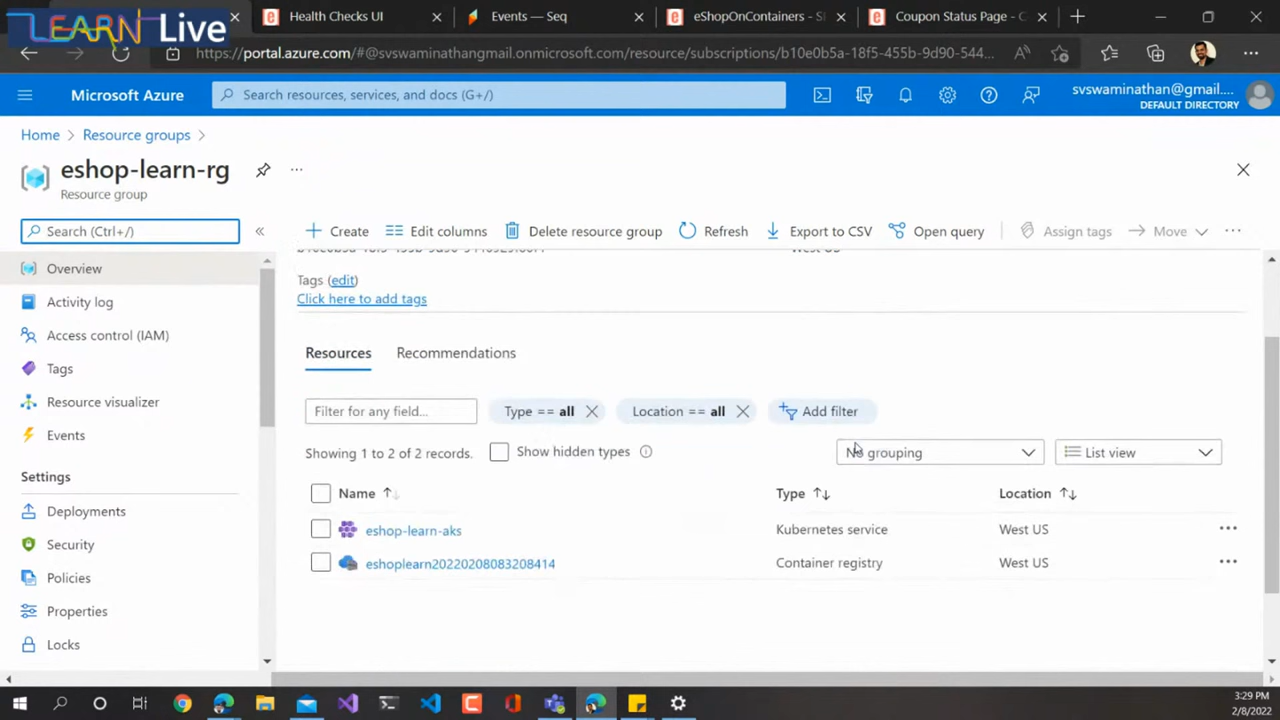 LEARN Live
Health Checks UI
Events — Seq
eShopOnContainers - SI
Coupon Status Page - C
https://portal.azure.com/#@svswaminathangmail.onmicrosoft.com/resource/subscriptions/b10e0b5a-18f5-455b-9d90-544...
Microsoft Azure
Search resources, services, and docs (G+/)
svswaminathan@gmail....
DEFAULT DIRECTORY
Home > Resource groups >
eshop-learn-rg
...
Resource group
Search (Ctrl+/)
«
Create
Edit columns
Delete resource group
Refresh
Export to CSV
Open query
Assign tags
Move
...
Overview
Activity log
Access control (IAM)
Tags
Resource visualizer
Events
Settings
Deployments
Security
Policies
Properties
Locks
West US
Tags (edit)
Click here to add tags
Resources
Recommendations
Filter for any field...
Type == all
Location == all
Add filter
Showing 1 to 2 of 2 records.
Show hidden types
No grouping
List view
Name
Type
Location
eshop-learn-aks
Kubernetes service
West US
eshoplearn20220208083208414
Container registry
West US
3:29 PM
2/8/2022